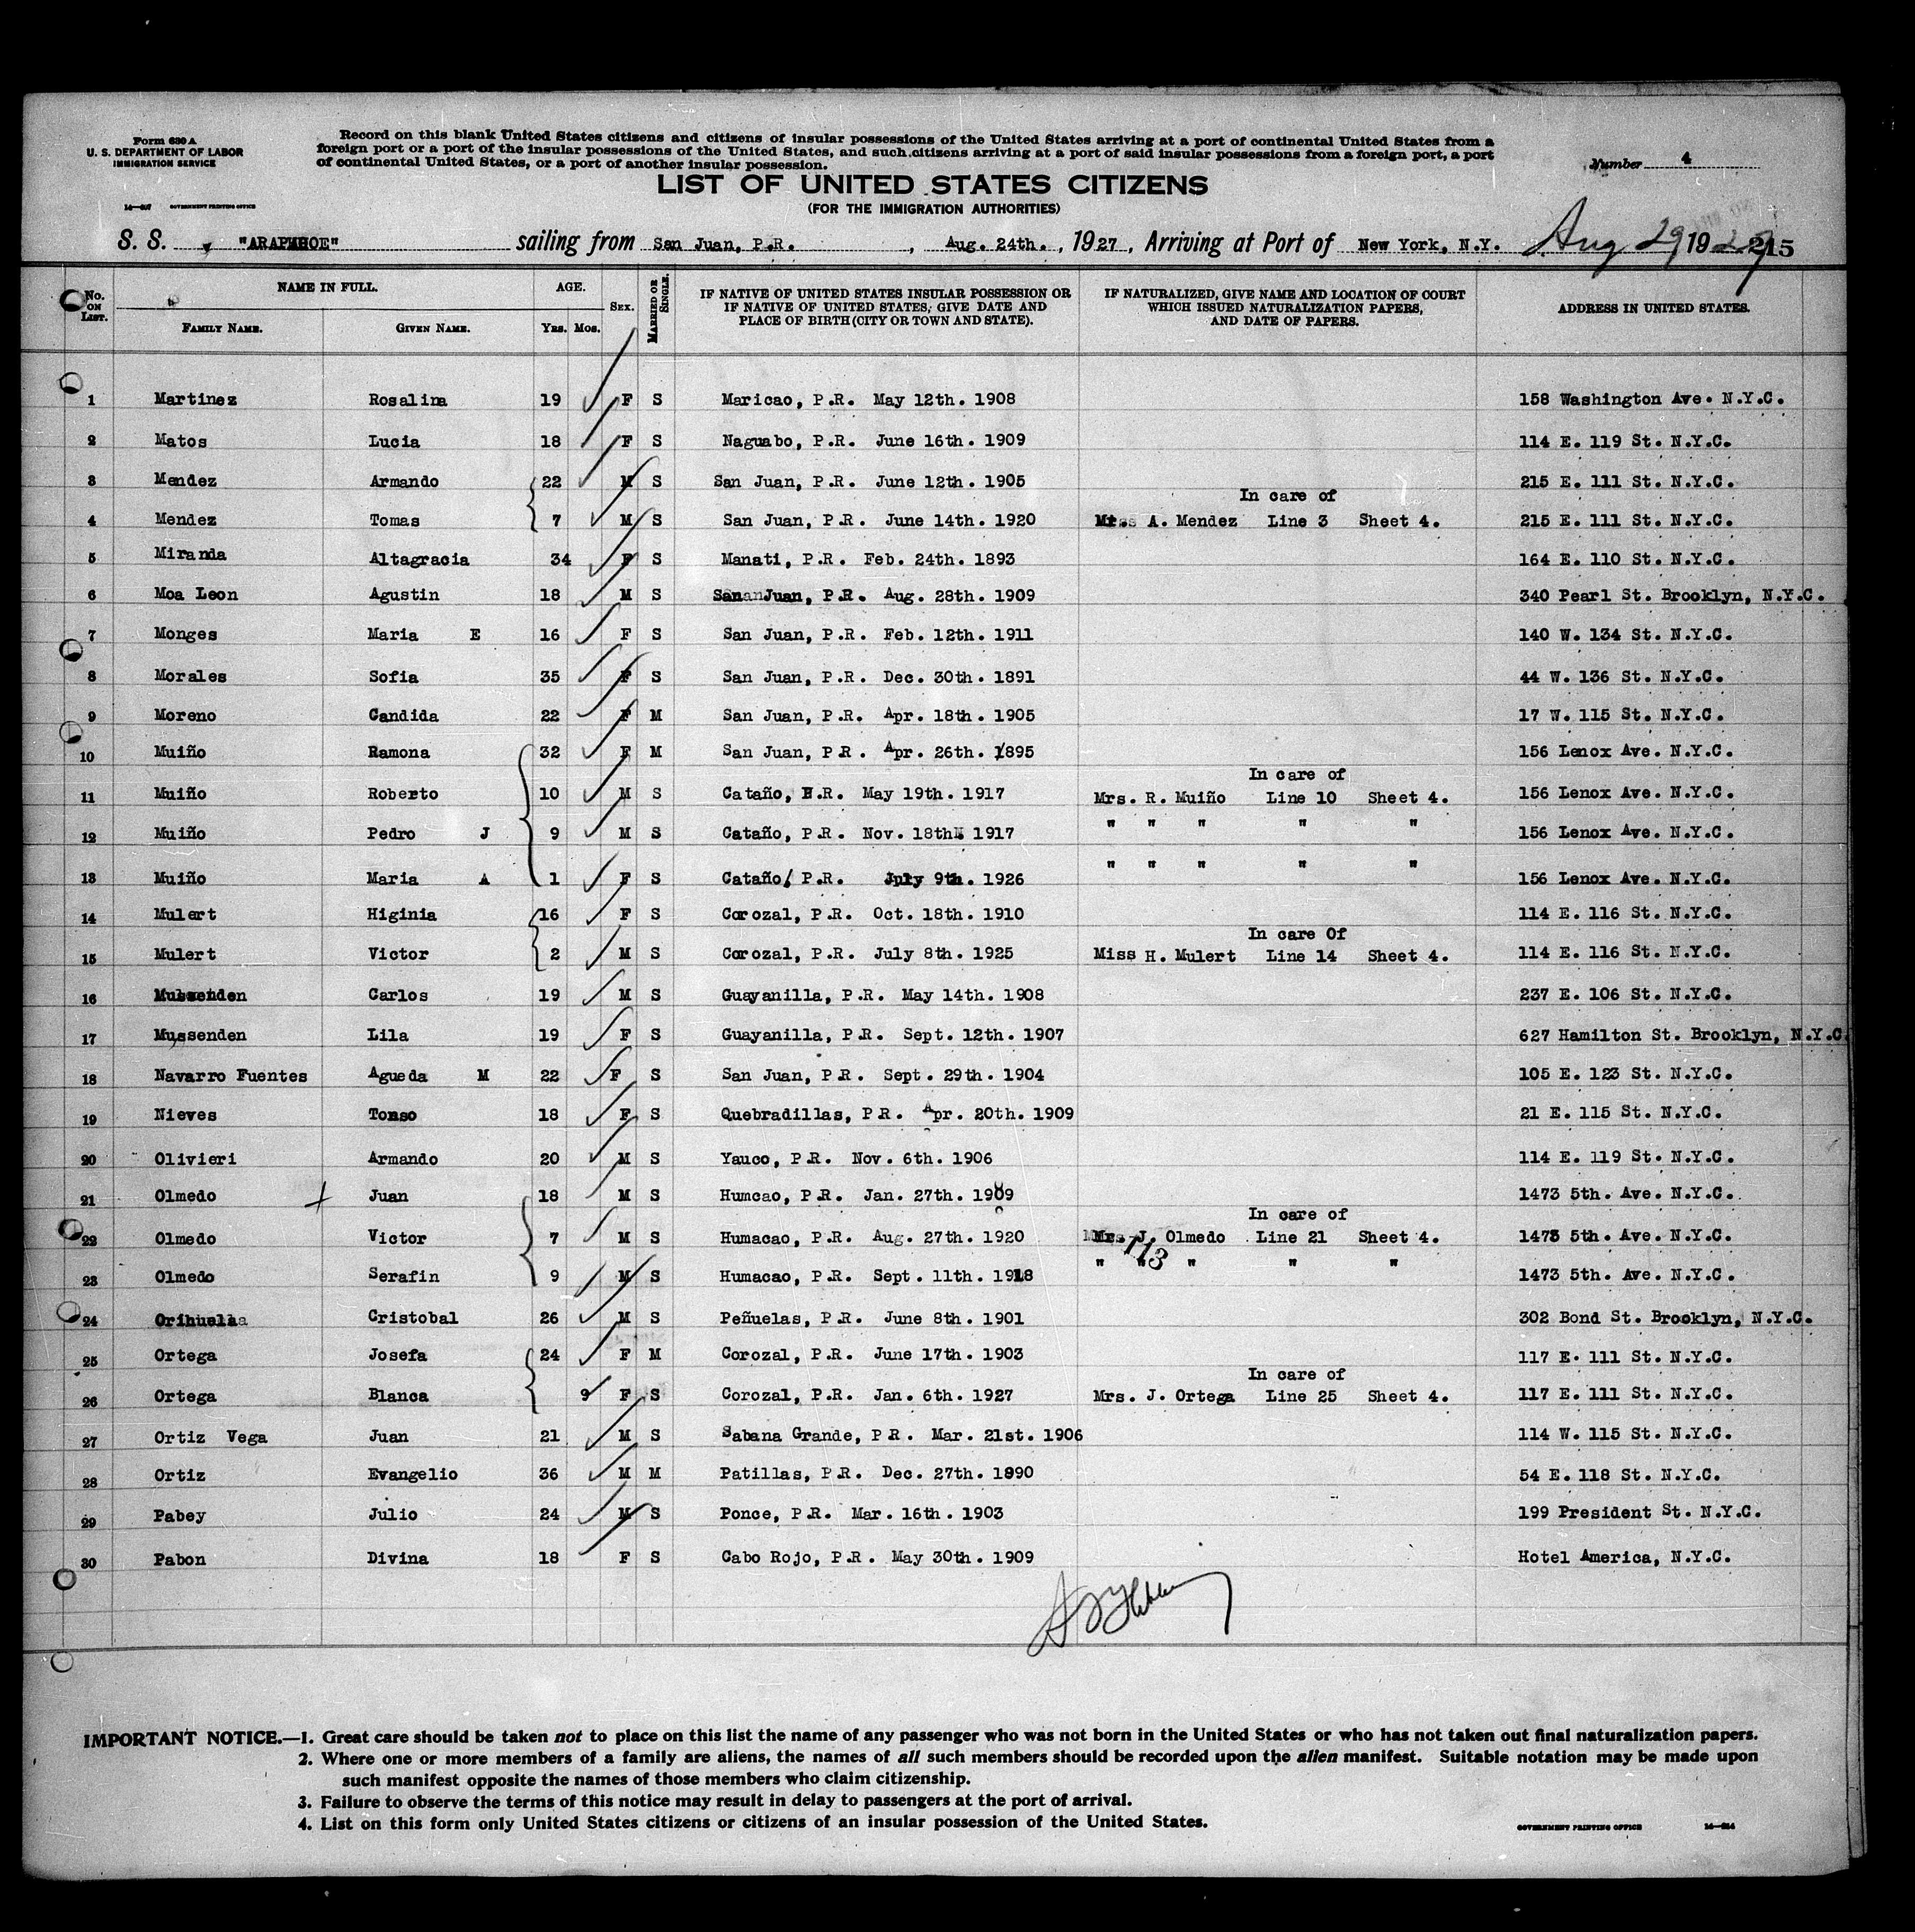 Form 630 A
U. S. DEPARTMENT OF LABOR
IMMIGRATION SERVICE
14—607 GOVERNMENT PRINTING OFFICE
Record on this blank United States citizens and citizens of insular possessions of the United States arriving at a port of continental United States from a
foreign port or a port of the insular possessions of the United States, and such citizens arriving at a port of said insular possessions from a foreign port, a port
of continental United States, or a port of another insular possession.
Number 4
LIST OF UNITED STATES CITIZENS
(FOR THE IMMIGRATION AUTHORITIES)
S. S. "ARAPAHOE" sailing from San Juan, P.R. , Aug. 24th. , 1927 , Arriving at Port of New York, N.Y. Aug 29 1927 215
No. ON LIST. NAME IN FULL. AGE. SEX. MARRIED OR SINGLE. IF NATIVE OF UNITED STATES INSULAR POSSESSION OR IF NATIVE OF UNITED STATES, GIVE DATE AND PLACE OF BIRTH (CITY OR TOWN AND STATE). IF NATURALIZED, GIVE NAME AND LOCATION OF COURT WHICH ISSUED NATURALIZATION PAPERS, AND DATE OF PAPERS. ADDRESS IN UNITED STATES.
FAMILY NAME. GIVEN NAME. YRS. MOS.
1 Martinez Rosalina 19 F S Maricao, P.R. May 12th. 1908 158 Washington Ave. N.Y.C.
2 Matos Lucia 18 F S Naguabo, P.R. June 16th. 1909 114 E. 119 St. N.Y.C.
3 Mendez Armando 22 M S San Juan, P.R. June 12th. 1905 215 E. 111 St. N.Y.C.
In care of
4 Mendez Tomas 7 M S San Juan, P.R. June 14th. 1920 A. Mendez Line 3 Sheet 4. 215 E. 111 St. N.Y.C.
5 Miranda Altagracia 34 F S Manati, P.R. Feb. 24th. 1893 164 E. 110 St. N.Y.C.
6 Moa Leon Agustin 18 M S San Juan, P.R. Aug. 28th. 1909 340 Pearl St. Brooklyn, N.Y.C.
7 Monges Maria E 16 F S San Juan, P.R. Feb. 12th. 1911 140 W. 134 St. N.Y.C.
8 Morales Sofia 35 F S San Juan, P.R. Dec. 30th. 1891 44 W. 136 St. N.Y.C.
9 Moreno Candida 22 F M San Juan, P.R. Apr. 18th. 1905 17 W. 115 St. N.Y.C.
10 Muiño Ramona 32 F M San Juan, P.R. Apr. 26th. 1895 156 Lenox Ave. N.Y.C.
In care of
11 Muiño Roberto 10 M S Cataño, P.R. May 19th. 1917 Mrs. R. Muiño Line 10 Sheet 4. 156 Lenox Ave. N.Y.C.
12 Muiño Pedro J 9 M S Cataño, P.R. Nov. 18th 1917 " " " " " 156 Lenox Ave. N.Y.C.
13 Muiño Maria A 1 F S Cataño, P.R. July 9th. 1926 " " " " " 156 Lenox Ave. N.Y.C.
14 Mulert Higinia 16 F S Corozal, P.R. Oct. 18th. 1910 114 E. 116 St. N.Y.C.
In care Of
15 Mulert Victor 2 M S Corozal, P.R. July 8th. 1925 Miss H. Mulert Line 14 Sheet 4. 114 E. 116 St. N.Y.C.
16 Mussenden Carlos 19 M S Guayanilla, P.R. May 14th. 1908 237 E. 106 St. N.Y.C.
17 Mussenden Lila 19 F S Guayanilla, P.R. Sept. 12th. 1907 627 Hamilton St. Brooklyn, N.Y.C.
18 Navarro Fuentes Agueda M 22 F S San Juan, P.R. Sept. 29th. 1904 105 E. 123 St. N.Y.C.
19 Nieves Tonso 18 F S Quebradillas, P.R. Apr. 20th. 1909 21 E. 115 St. N.Y.C.
20 Olivieri Armando 20 M S Yauco, P.R. Nov. 6th. 1906 114 E. 119 St. N.Y.C.
21 Olmedo Juan 18 M S Humcao, P.R. Jan. 27th. 1909 1473 5th. Ave. N.Y.C.
In care of
22 Olmedo Victor 7 M S Humacao, P.R. Aug. 27th. 1920 Mr. J. Olmedo Line 21 Sheet 4. 1473 5th. Ave. N.Y.C.
113
23 Olmedo Serafin 9 M S Humacao, P.R. Sept. 11th. 1918 " " " " " 1473 5th. Ave. N.Y.C.
24 Orihuela Cristobal 26 M S Peñuelas, P.R. June 8th. 1901 302 Bond St. Brooklyn, N.Y.C.
25 Ortega Josefa 24 F M Corozal, P.R. June 17th. 1903 117 E. 111 St. N.Y.C.
In care of
26 Ortega Blanca 9 F S Corozal, P.R. Jan. 6th. 1927 Mrs. J. Ortega Line 25 Sheet 4. 117 E. 111 St. N.Y.C.
27 Ortiz Vega Juan 21 M S Sabana Grande, P.R. Mar. 21st. 1906 114 W. 115 St. N.Y.C.
28 Ortiz Evangelio 36 M M Patillas, P.R. Dec. 27th. 1890 54 E. 118 St. N.Y.C.
29 Pabey Julio 24 M S Ponce, P.R. Mar. 16th. 1903 199 President St. N.Y.C.
30 Pabon Divina 18 F S Cabo Rojo, P.R. May 30th. 1909 Hotel America, N.Y.C.
IMPORTANT NOTICE.—1. Great care should be taken not to place on this list the name of any passenger who was not born in the United States or who has not taken out final naturalization papers.
2. Where one or more members of a family are aliens, the names of all such members should be recorded upon the alien manifest. Suitable notation may be made upon
such manifest opposite the names of those members who claim citizenship.
3. Failure to observe the terms of this notice may result in delay to passengers at the port of arrival.
4. List on this form only United States citizens or citizens of an insular possession of the United States.
GOVERNMENT PRINTING OFFICE